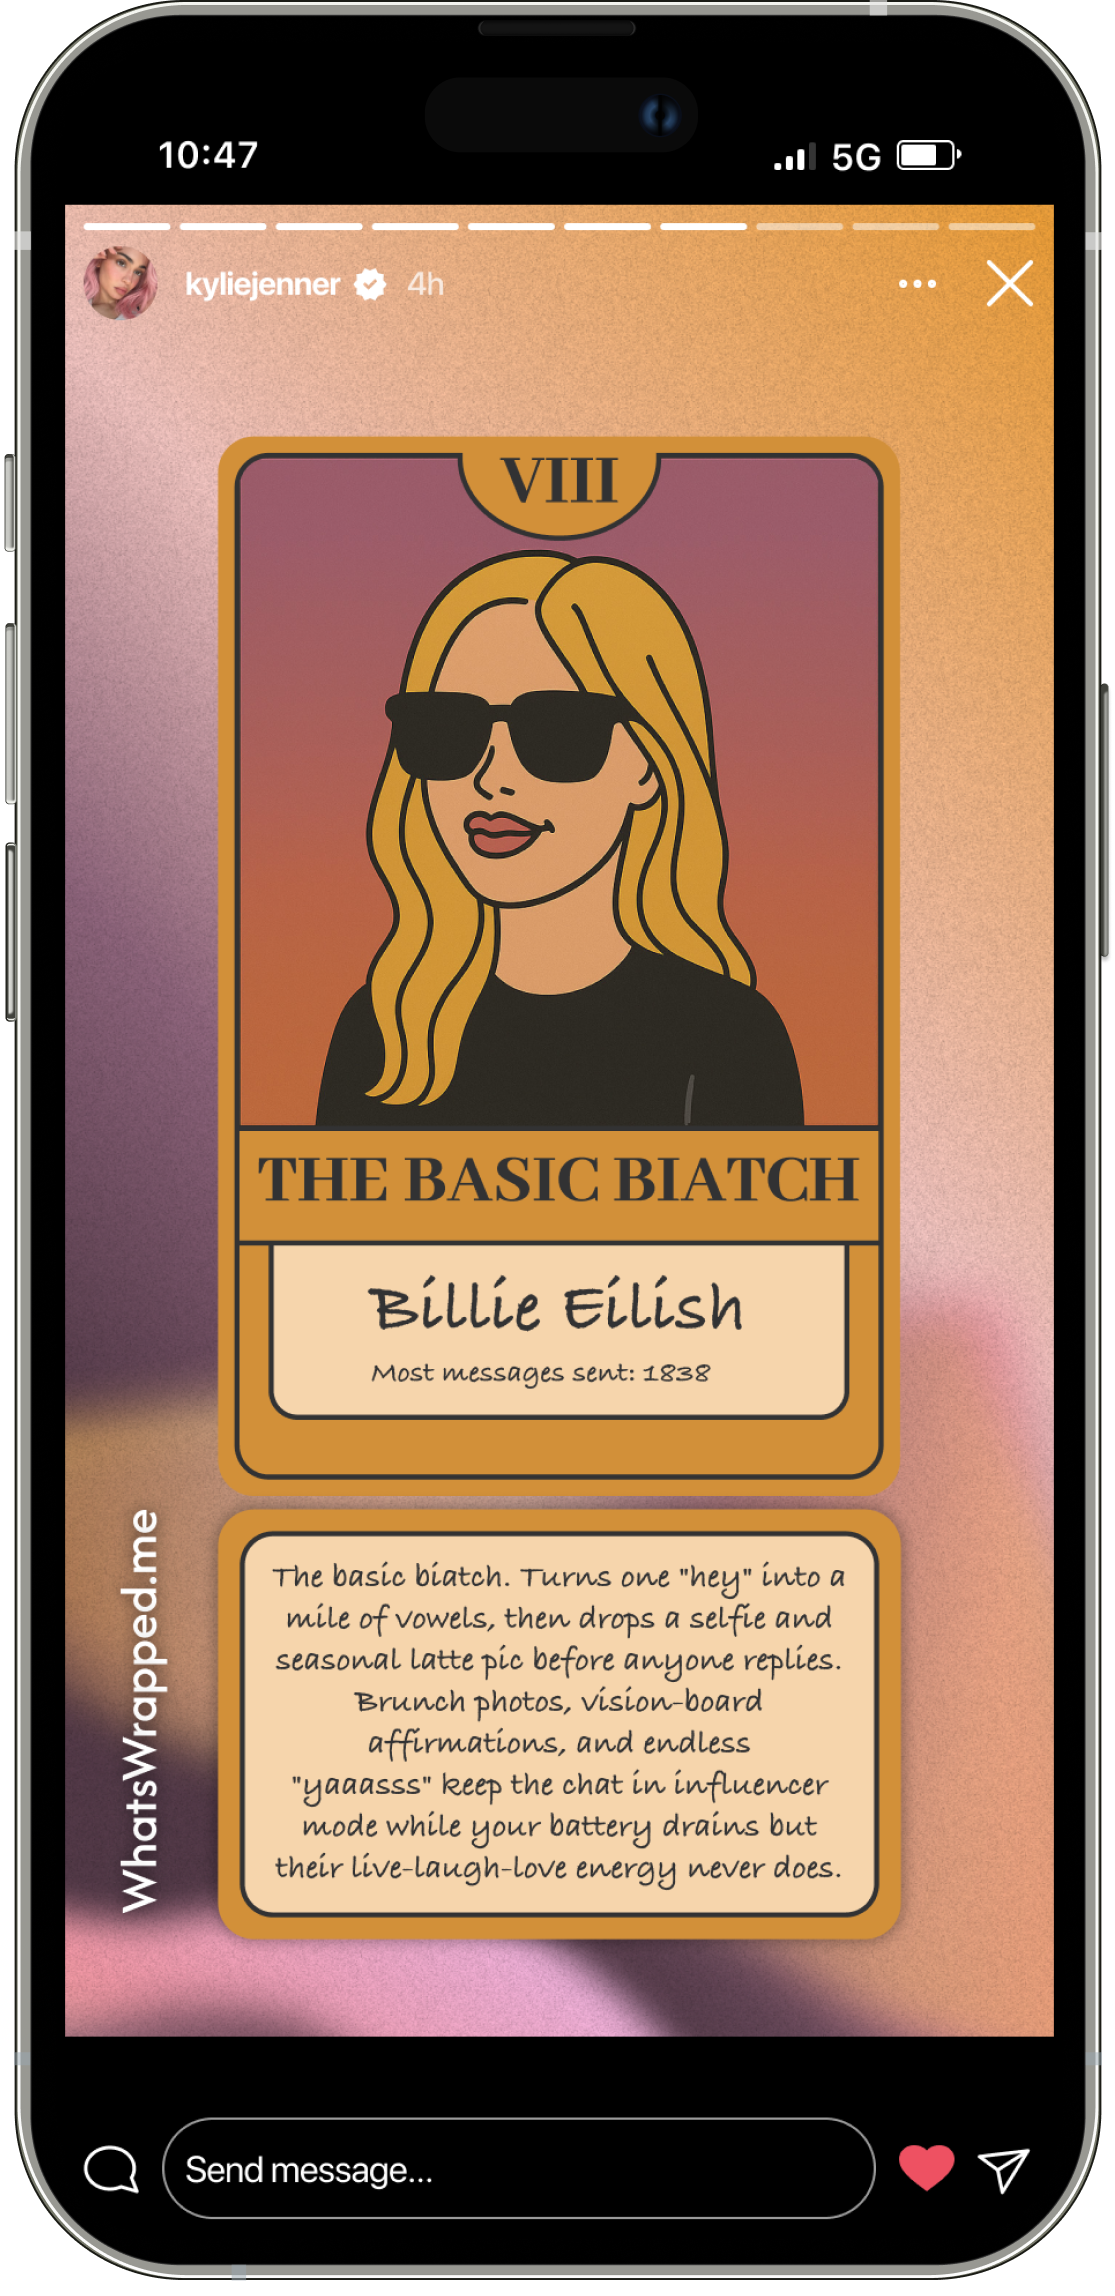 10:47
5G
kyliejenner 4h
VIII
THE BASIC BIATCH
Billie Eilish
Most messages sent: 1838
The basic biatch. Turns one "hey" into a
mile of vowels, then drops a selfie and
seasonal latte pic before anyone replies.
Brunch photos, vision-board
affirmations, and endless
"yaaasss" keep the chat in influencer
mode while your battery drains but
their live-laugh-love energy never does.
WhatsWrapped.me
Send message...